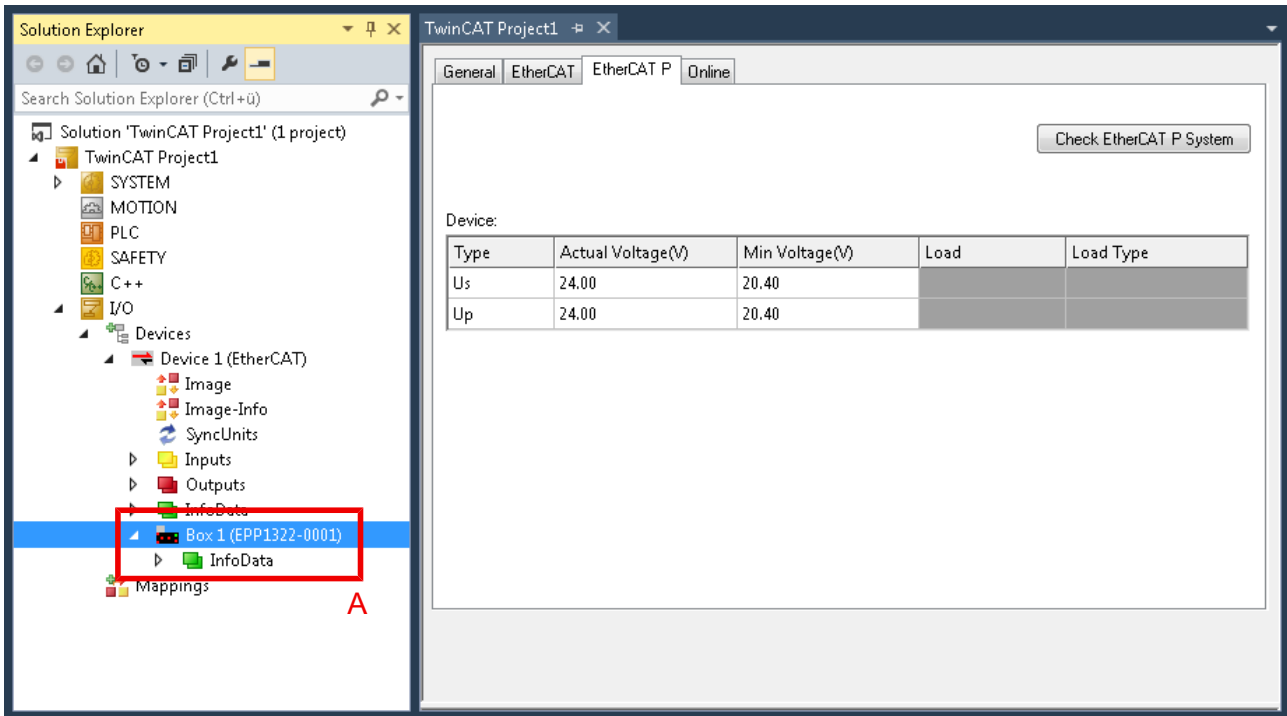 Solution Explorer
Search Solution Explorer (Ctrl+ü)
Solution 'TwinCAT Project1' (1 project)
TwinCAT Project1
SYSTEM
MOTION
PLC
SAFETY
C++
I/O
Devices
Device 1 (EtherCAT)
Image
Image-Info
SyncUnits
Inputs
Outputs
InfoData
Box 1 (EPP1322-0001)
InfoData
Mappings
A
TwinCAT Project1
General EtherCAT EtherCAT P Online
Check EtherCAT P System
Device:
Type Actual Voltage(V) Min Voltage(V) Load Load Type
Us 24.00 20.40
Up 24.00 20.40